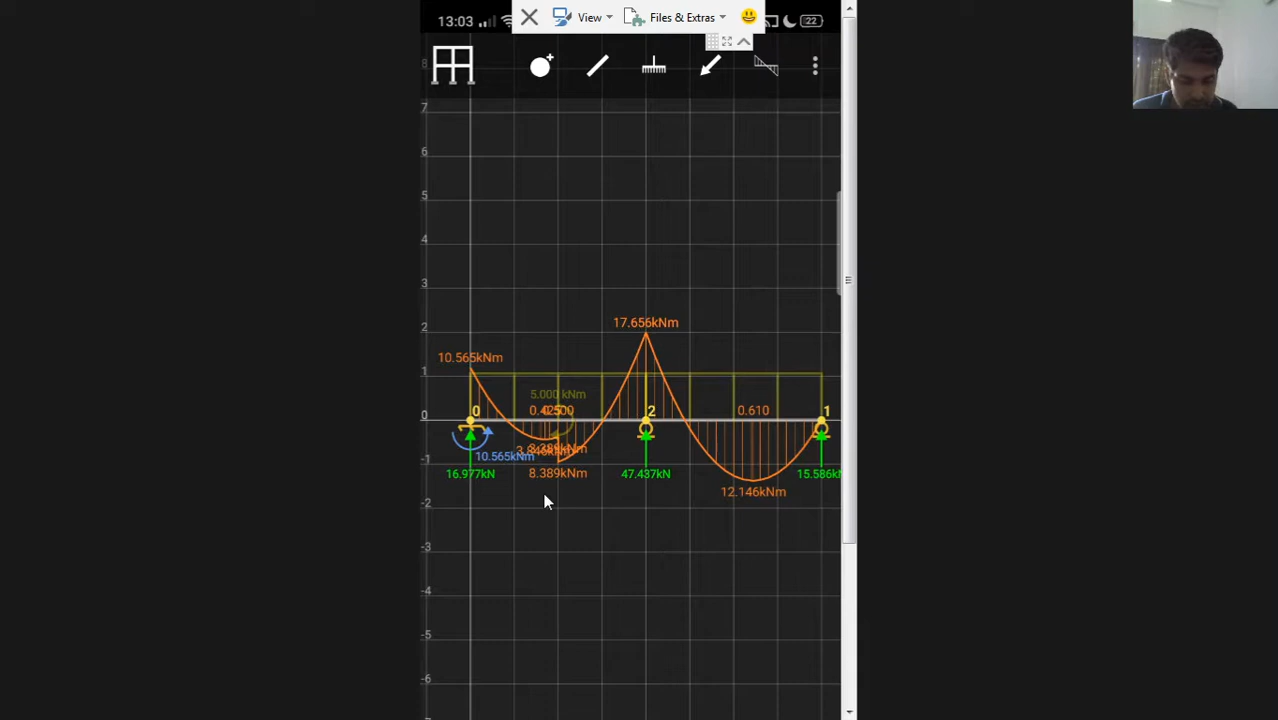 13:03
View
Files & Extras
22
8
7
6
5
4
3
2
1
0
-1
-2
-3
-4
-5
-6
17.656kNm
10.565kNm
5.000 kNm
0
0.500
2
0.610
1
10.565kNm
8.389kNm
16.977kN
47.437kN
15.586kN
12.146kNm